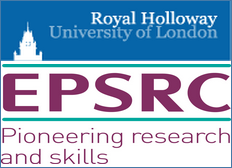 Royal Holloway
University of London
EPSRC
Pioneering research
and skills